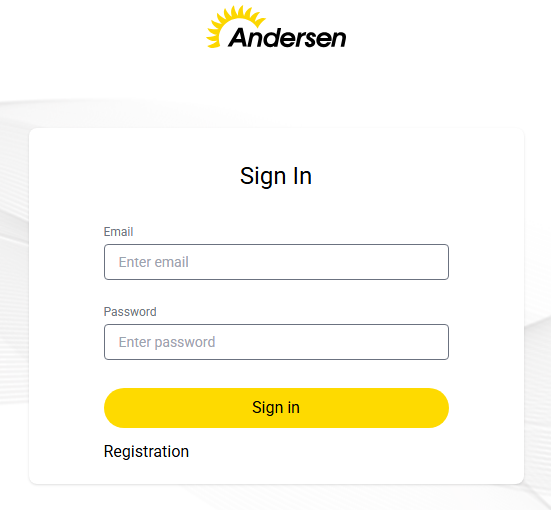 Andersen
Sign In
Email
Enter email
Password
Enter password
Sign in
Registration